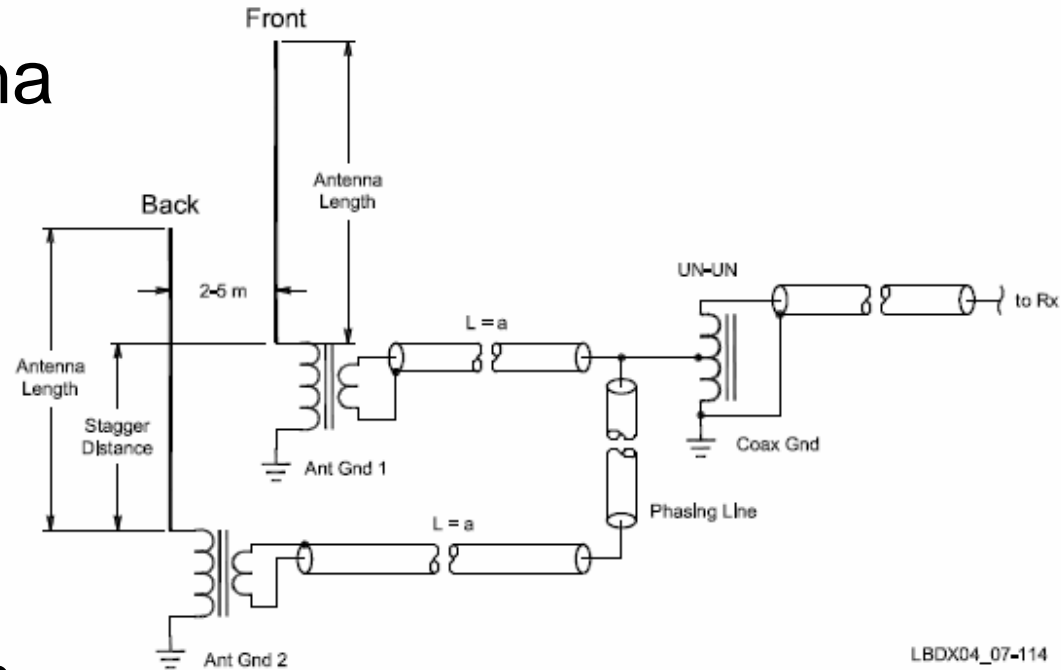 Front
na
Antenna
Length
Back
2-5 m
UN-UN
to Rx
L = a
Antenna
Length
Stagger
Distance
Coax Gnd
Ant Gnd 1
Phasing Line
L = a
Ant Gnd 2
LBDX04_07-114